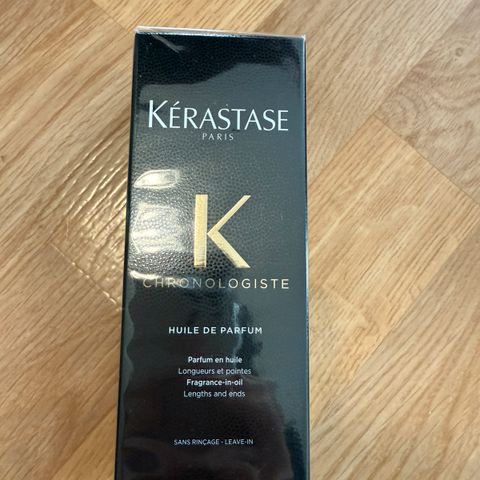 KÉRASTASE
PARIS
K
CHRONOLOGISTE
HUILE DE PARFUM
Parfum en huile
Longueurs et pointes
Fragrance-in-oil
Lengths and ends
SANS RINÇAGE - LEAVE-IN